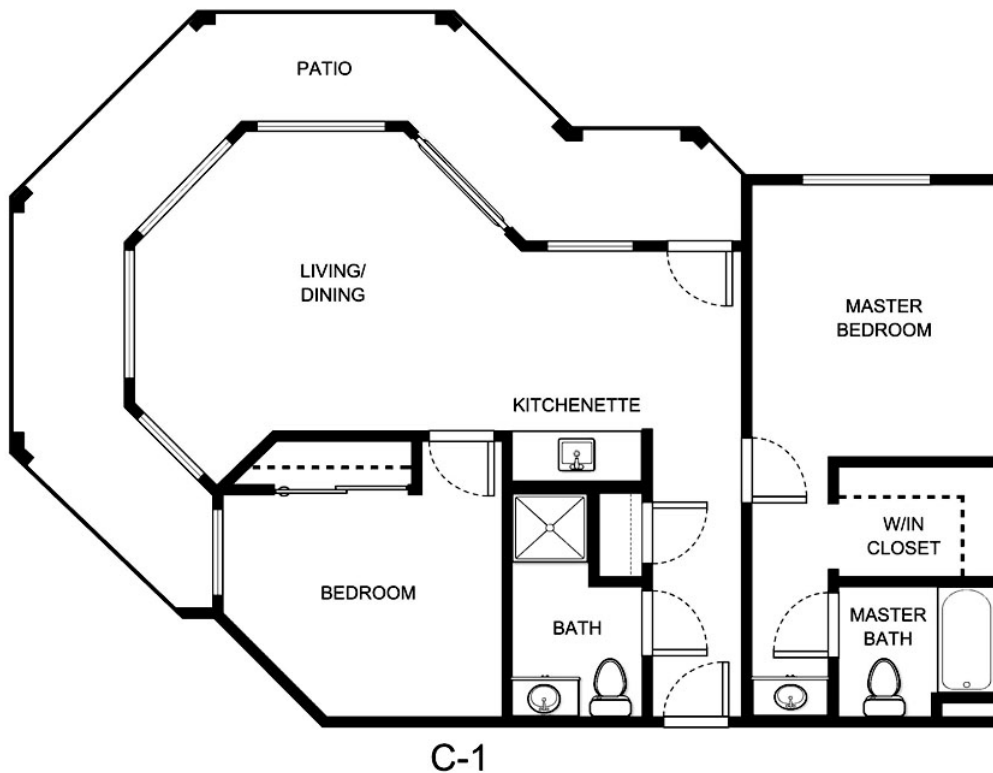 PATIO
LIVING/
DINING
MASTER
BEDROOM
KITCHENETTE
W/IN
CLOSET
BEDROOM
BATH
MASTER
BATH
C-1